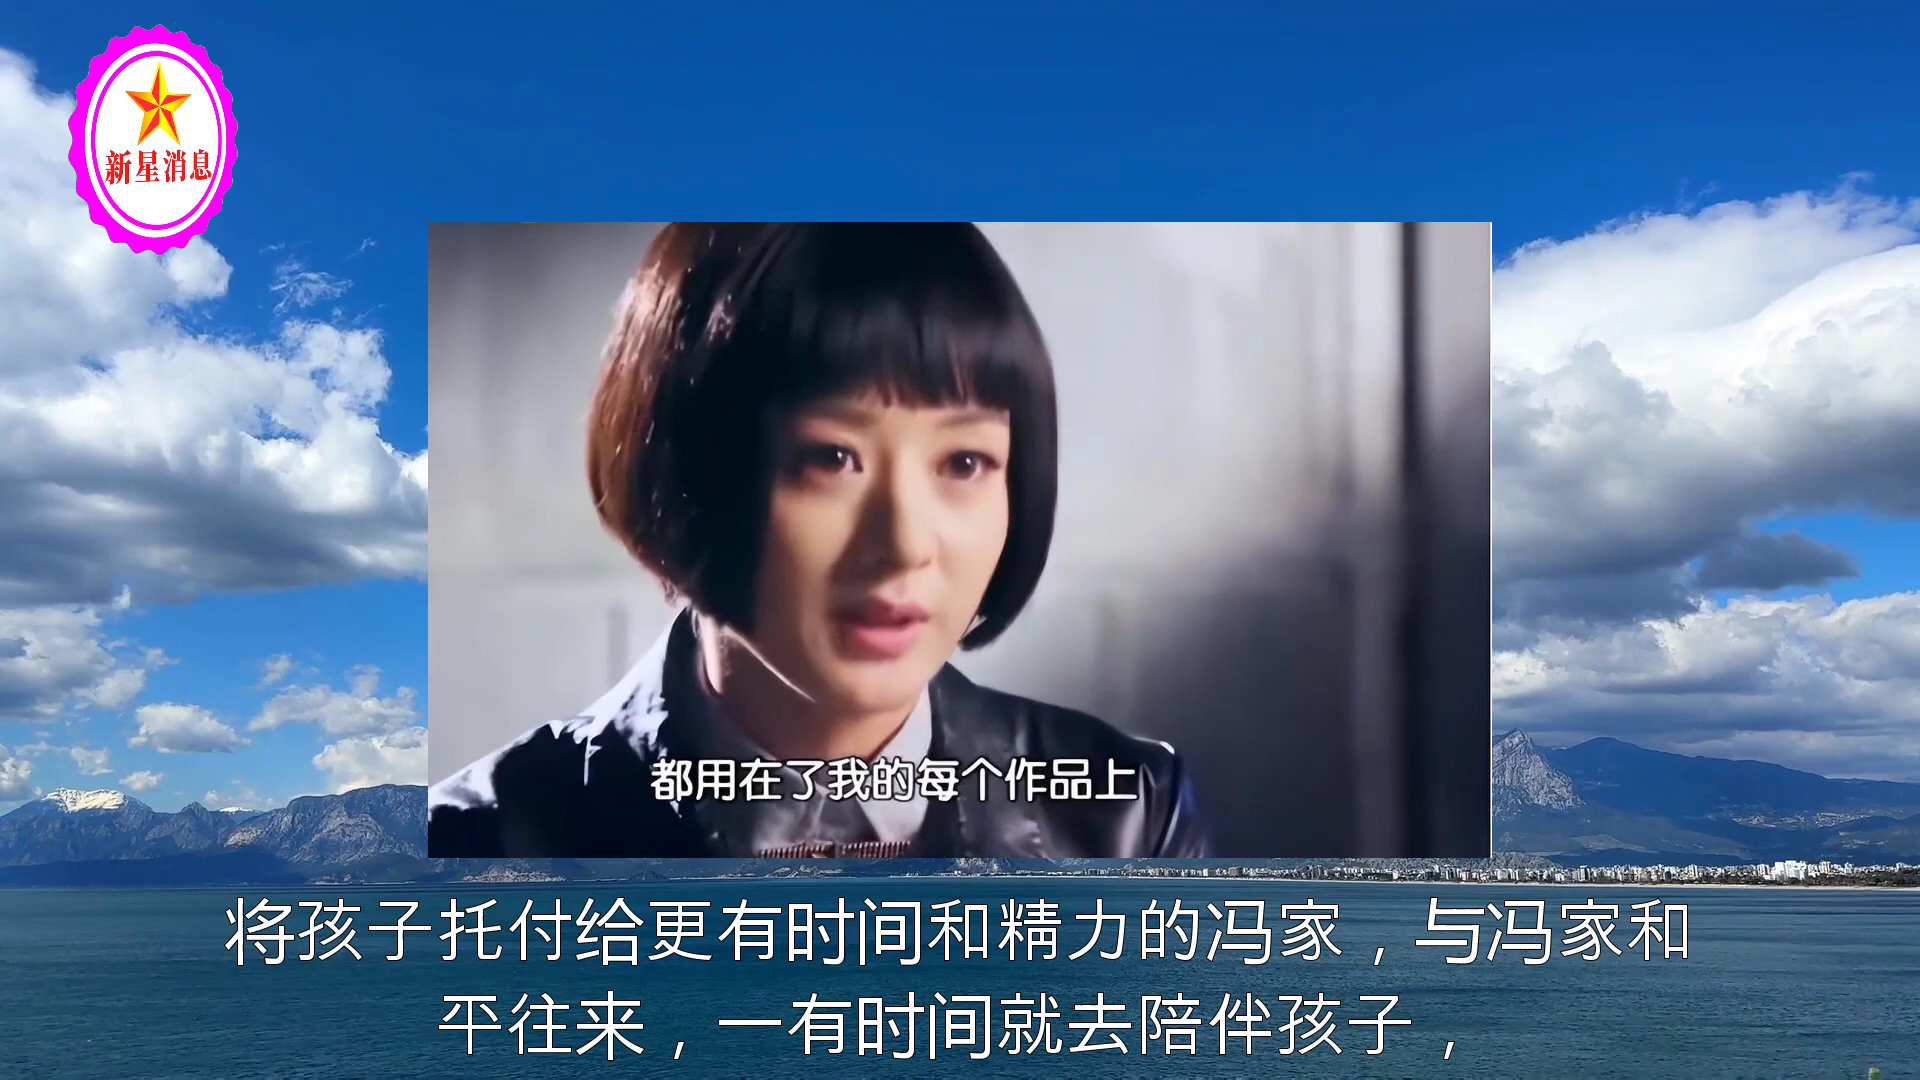 新星消息
都用在了我的每个作品上
将孩子托付给更有时间和精力的冯家，与冯家和
平往来，一有时间就去陪伴孩子，